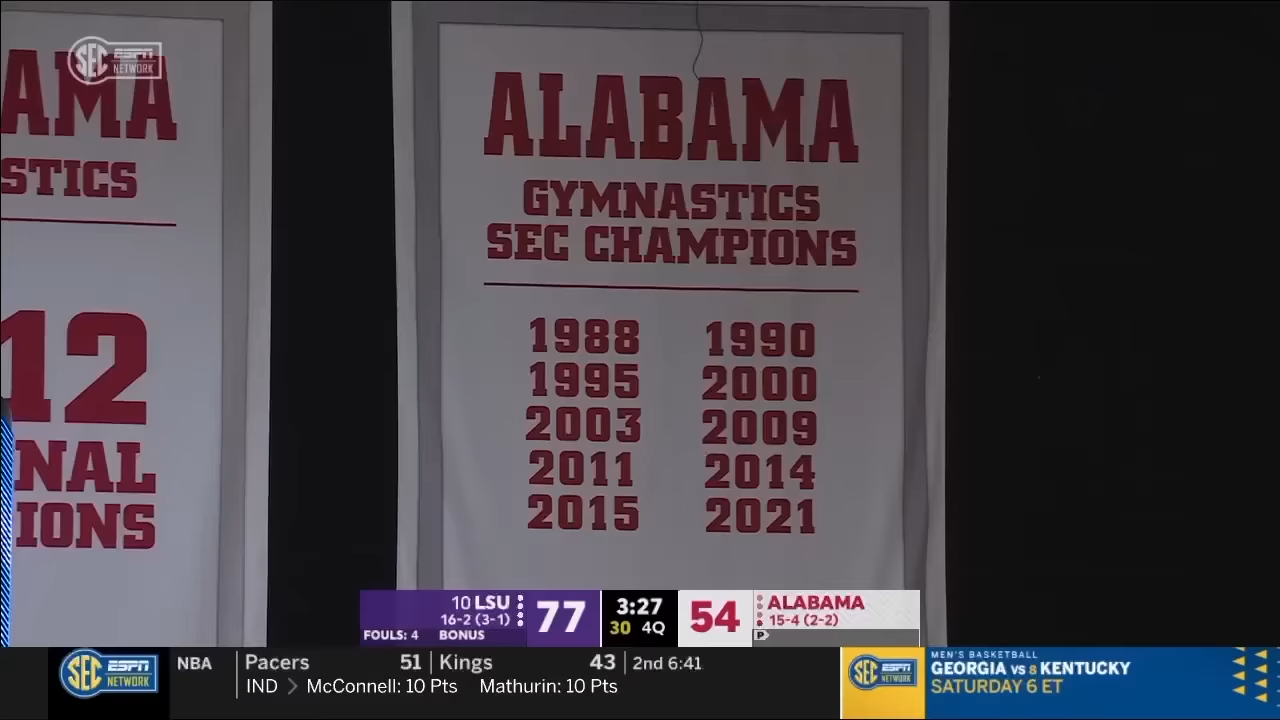 SEC ESPN
NETWORK
AMA
STICS
12
NAL
IONS
ALABAMA
GYMNASTICS
SEC CHAMPIONS
1988 1990
1995 2000
2003 2009
2011 2014
2015 2021
10 LSU 77 3:27 54 ALABAMA
16-2 (3-1) 30 4Q 15-4 (2-2)
FOULS: 4 BONUS P
SEC ESPN
NETWORK
NBA Pacers 51 Kings 43 2nd 6:41
IND > McConnell: 10 Pts Mathurin: 10 Pts
SEC ESPN
NETWORK
MEN'S BASKETBALL
GEORGIA VS 8 KENTUCKY
SATURDAY 6 ET